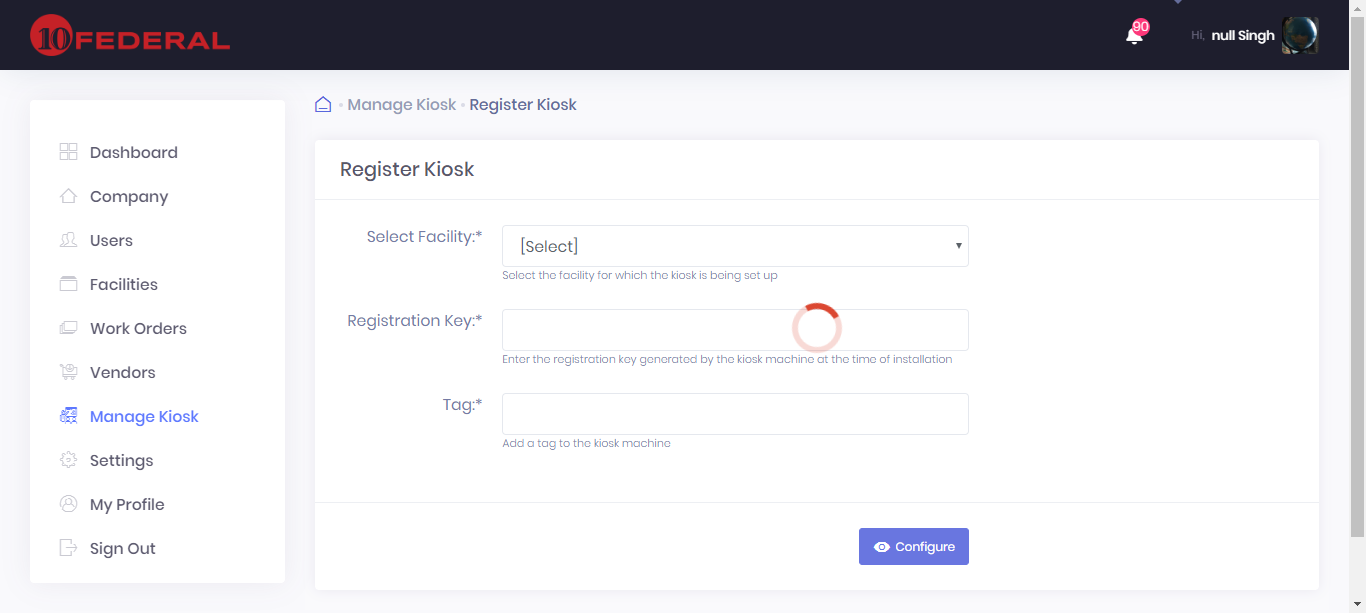 10 FEDERAL
90
Hi, null Singh
Dashboard
Company
Users
Facilities
Work Orders
Vendors
Manage Kiosk
Settings
My Profile
Sign Out
Manage Kiosk • Register Kiosk
Register Kiosk
Select Facility:*
[Select]
Select the facility for which the kiosk is being set up
Registration Key:*
Enter the registration key generated by the kiosk machine at the time of installation
Tag:*
Add a tag to the kiosk machine
Configure